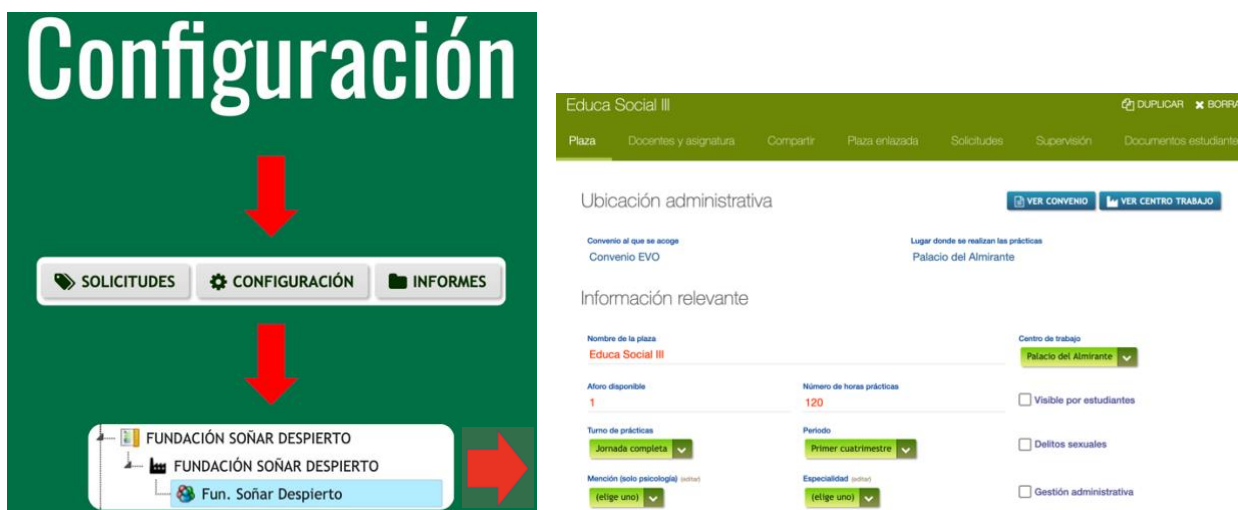 Configuración
SOLICITUDES CONFIGURACIÓN INFORMES
FUNDACIÓN SOÑAR DESPIERTO
FUNDACIÓN SOÑAR DESPIERTO
Fun. Soñar Despierto
Educa Social III DUPLICAR BORRA
Plaza Docentes y asignatura Compartir Plaza enlazada Solicitudes Supervisión Documentos estudiante
Ubicación administrativa VER CONVENIO VER CENTRO TRABAJO
Convenio al que se acoge Lugar donde se realizan las prácticas
Convenio EVO Palacio del Almirante
Información relevante
Nombre de la plaza Centro de trabajo
Educa Social III Palacio del Almirante
Aforo disponible Número de horas prácticas
1 120 Visible por estudiantes
Turno de prácticas Periodo
Jornada completa Primer cuatrimestre Delitos sexuales
Mención (solo psicología) (editar) Especialidad (editar)
(elige uno) (elige uno) Gestión administrativa